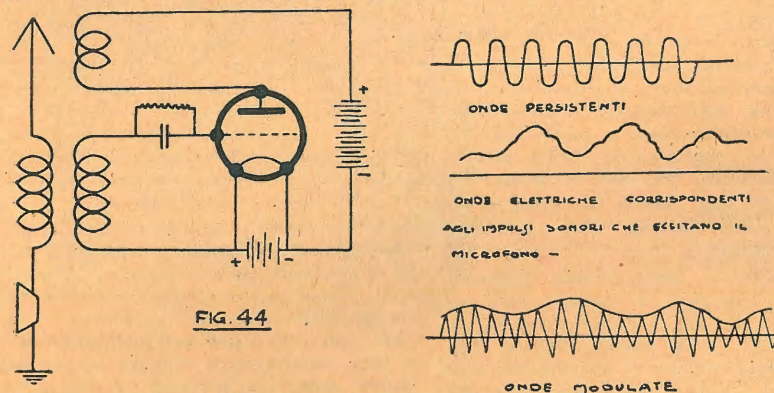 +
-
+
-
FIG. 44
ONDE PERSISTENTI
ONDE ELETTRICHE CORRISPONDENTI
AGLI IMPULSI SONORI CHE ECCITANO IL
MICROFONO -
ONDE MODULATE